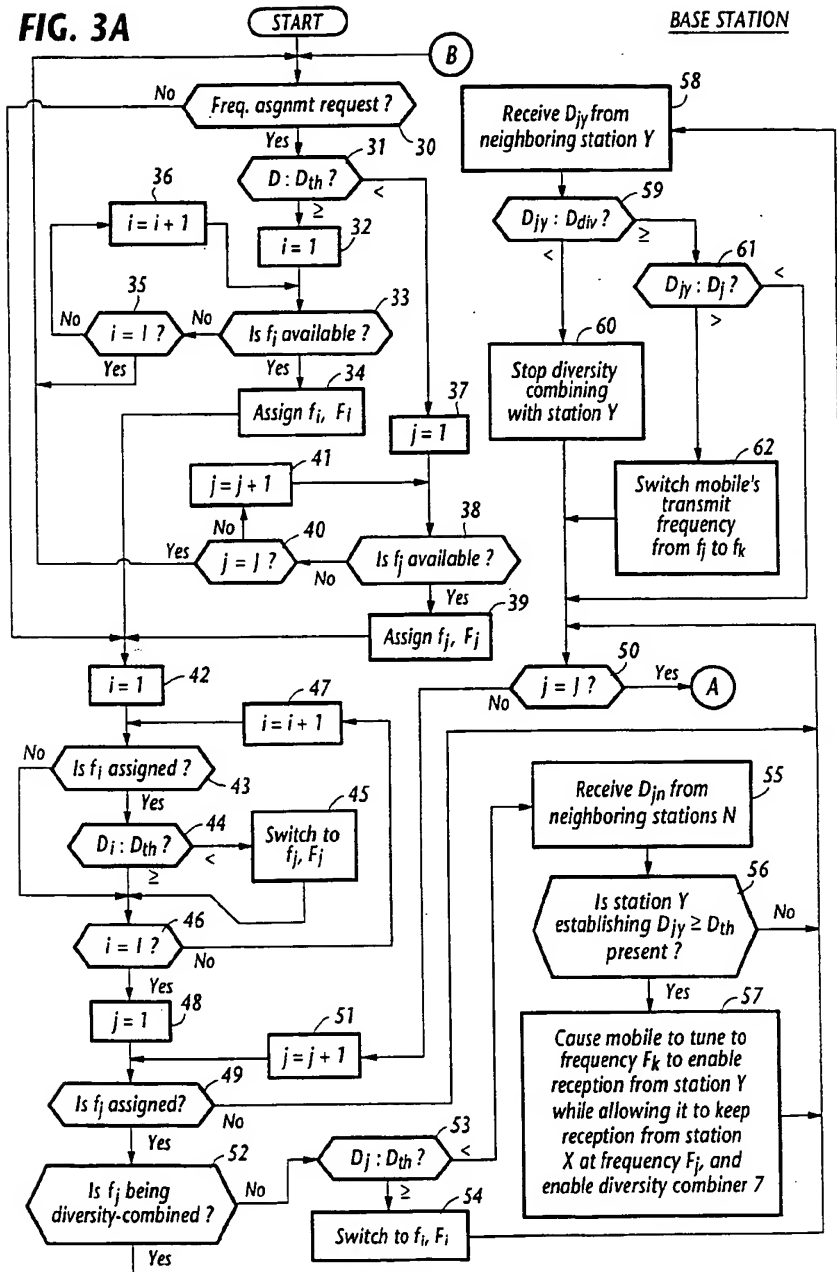 FIG. 3A
START
BASE STATION
B
No
Freq. asgnmt request ?
30
Yes
31
D : Dth ?
<
≥
36
i = i + 1
i = 1
32
35
33
No
i = I ?
No
Is fi available ?
Yes
Yes
34
Assign fi, Fi
37
j = 1
41
j = j + 1
No
40
38
Yes
j = J ?
No
Is fj available ?
Yes
39
Assign fj, Fj
58
Receive Djy from
neighboring station Y
59
Djy : Ddiv ?
≥
<
61
Djy : Dj ?
<
>
60
Stop diversity
combining
with station Y
62
Switch mobile's
transmit
frequency
from fj to fk
50
No
j = J ?
Yes
A
i = 1
42
47
i = i + 1
No
Is fi assigned ?
43
Yes
44
Di : Dth ?
<
≥
45
Switch to
fj, Fj
46
i = I ?
No
Yes
j = 1
48
51
j = j + 1
49
Is fj assigned?
No
Yes
52
Is fj being
diversity-combined ?
No
Yes
53
Dj : Dth ?
<
≥
54
Switch to fi, Fi
55
Receive Djn from
neighboring stations N
56
Is station Y
establishing Djy ≥ Dth
present ?
No
Yes
57
Cause mobile to tune to
frequency Fk to enable
reception from station Y
while allowing it to keep
reception from station
X at frequency Fj, and
enable diversity combiner 7